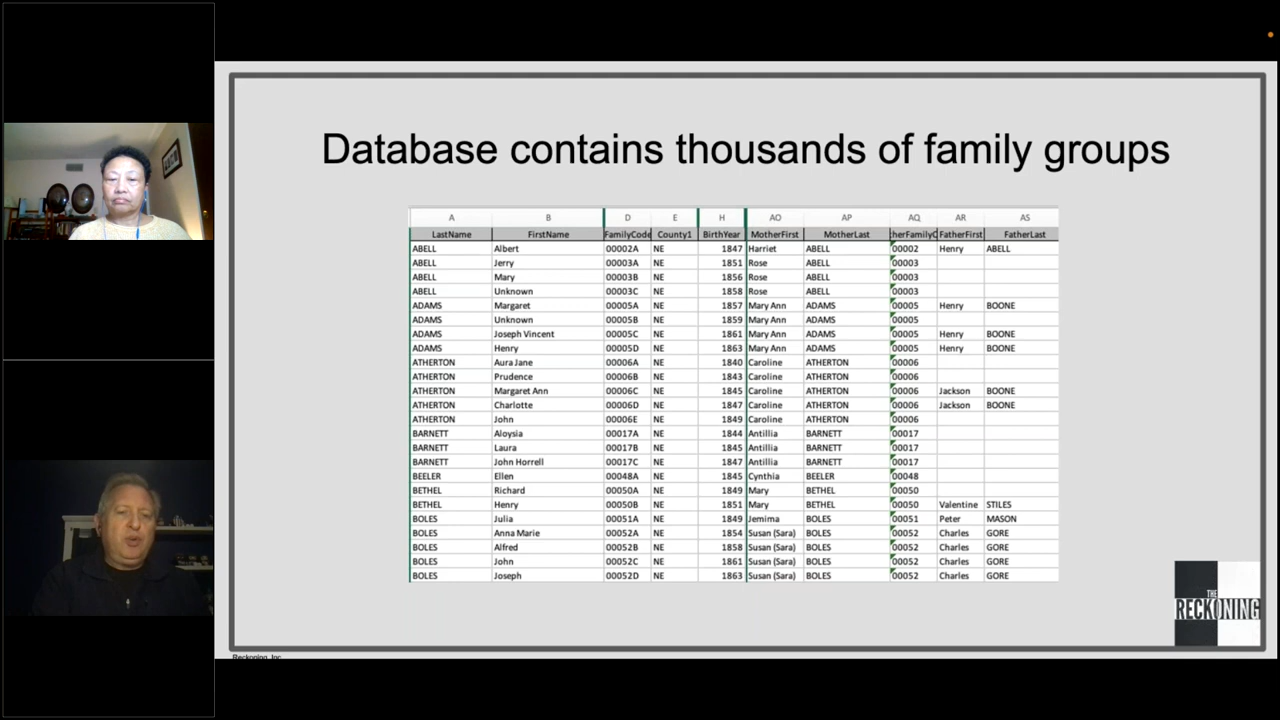 Database contains thousands of family groups
A B D E H AO AP AQ AR AS
LastName FirstName FamilyCode County1 BirthYear MotherFirst MotherLast therFamilyC FatherFirst FatherLast
ABELL Albert 00002A NE 1847 Harriet ABELL 00002 Henry ABELL
ABELL Jerry 00003A NE 1851 Rose ABELL 00003
ABELL Mary 00003B NE 1856 Rose ABELL 00003
ABELL Unknown 00003C NE 1858 Rose ABELL 00003
ADAMS Margaret 00005A NE 1857 Mary Ann ADAMS 00005 Henry BOONE
ADAMS Unknown 00005B NE 1859 Mary Ann ADAMS 00005
ADAMS Joseph Vincent 00005C NE 1861 Mary Ann ADAMS 00005 Henry BOONE
ADAMS Henry 00005D NE 1863 Mary Ann ADAMS 00005 Henry BOONE
ATHERTON Aura Jane 00006A NE 1840 Caroline ATHERTON 00006
ATHERTON Prudence 00006B NE 1843 Caroline ATHERTON 00006
ATHERTON Margaret Ann 00006C NE 1845 Caroline ATHERTON 00006 Jackson BOONE
ATHERTON Charlotte 00006D NE 1847 Caroline ATHERTON 00006 Jackson BOONE
ATHERTON John 00006E NE 1849 Caroline ATHERTON 00006
BARNETT Aloysia 00017A NE 1844 Antillia BARNETT 00017
BARNETT Laura 00017B NE 1845 Antillia BARNETT 00017
BARNETT John Horrell 00017C NE 1847 Antillia BARNETT 00017
BEELER Ellen 00048A NE 1845 Cynthia BEELER 00048
BETHEL Richard 00050A NE 1849 Mary BETHEL 00050
BETHEL Henry 00050B NE 1851 Mary BETHEL 00050 Valentine STILES
BOLES Julia 00051A NE 1849 Jemima BOLES 00051 Peter MASON
BOLES Anna Marie 00052A NE 1854 Susan (Sara) BOLES 00052 Charles GORE
BOLES Alfred 00052B NE 1858 Susan (Sara) BOLES 00052 Charles GORE
BOLES John 00052C NE 1861 Susan (Sara) BOLES 00052 Charles GORE
BOLES Joseph 00052D NE 1863 Susan (Sara) BOLES 00052 Charles GORE
THE
RECKONING
Reckoning, Inc.